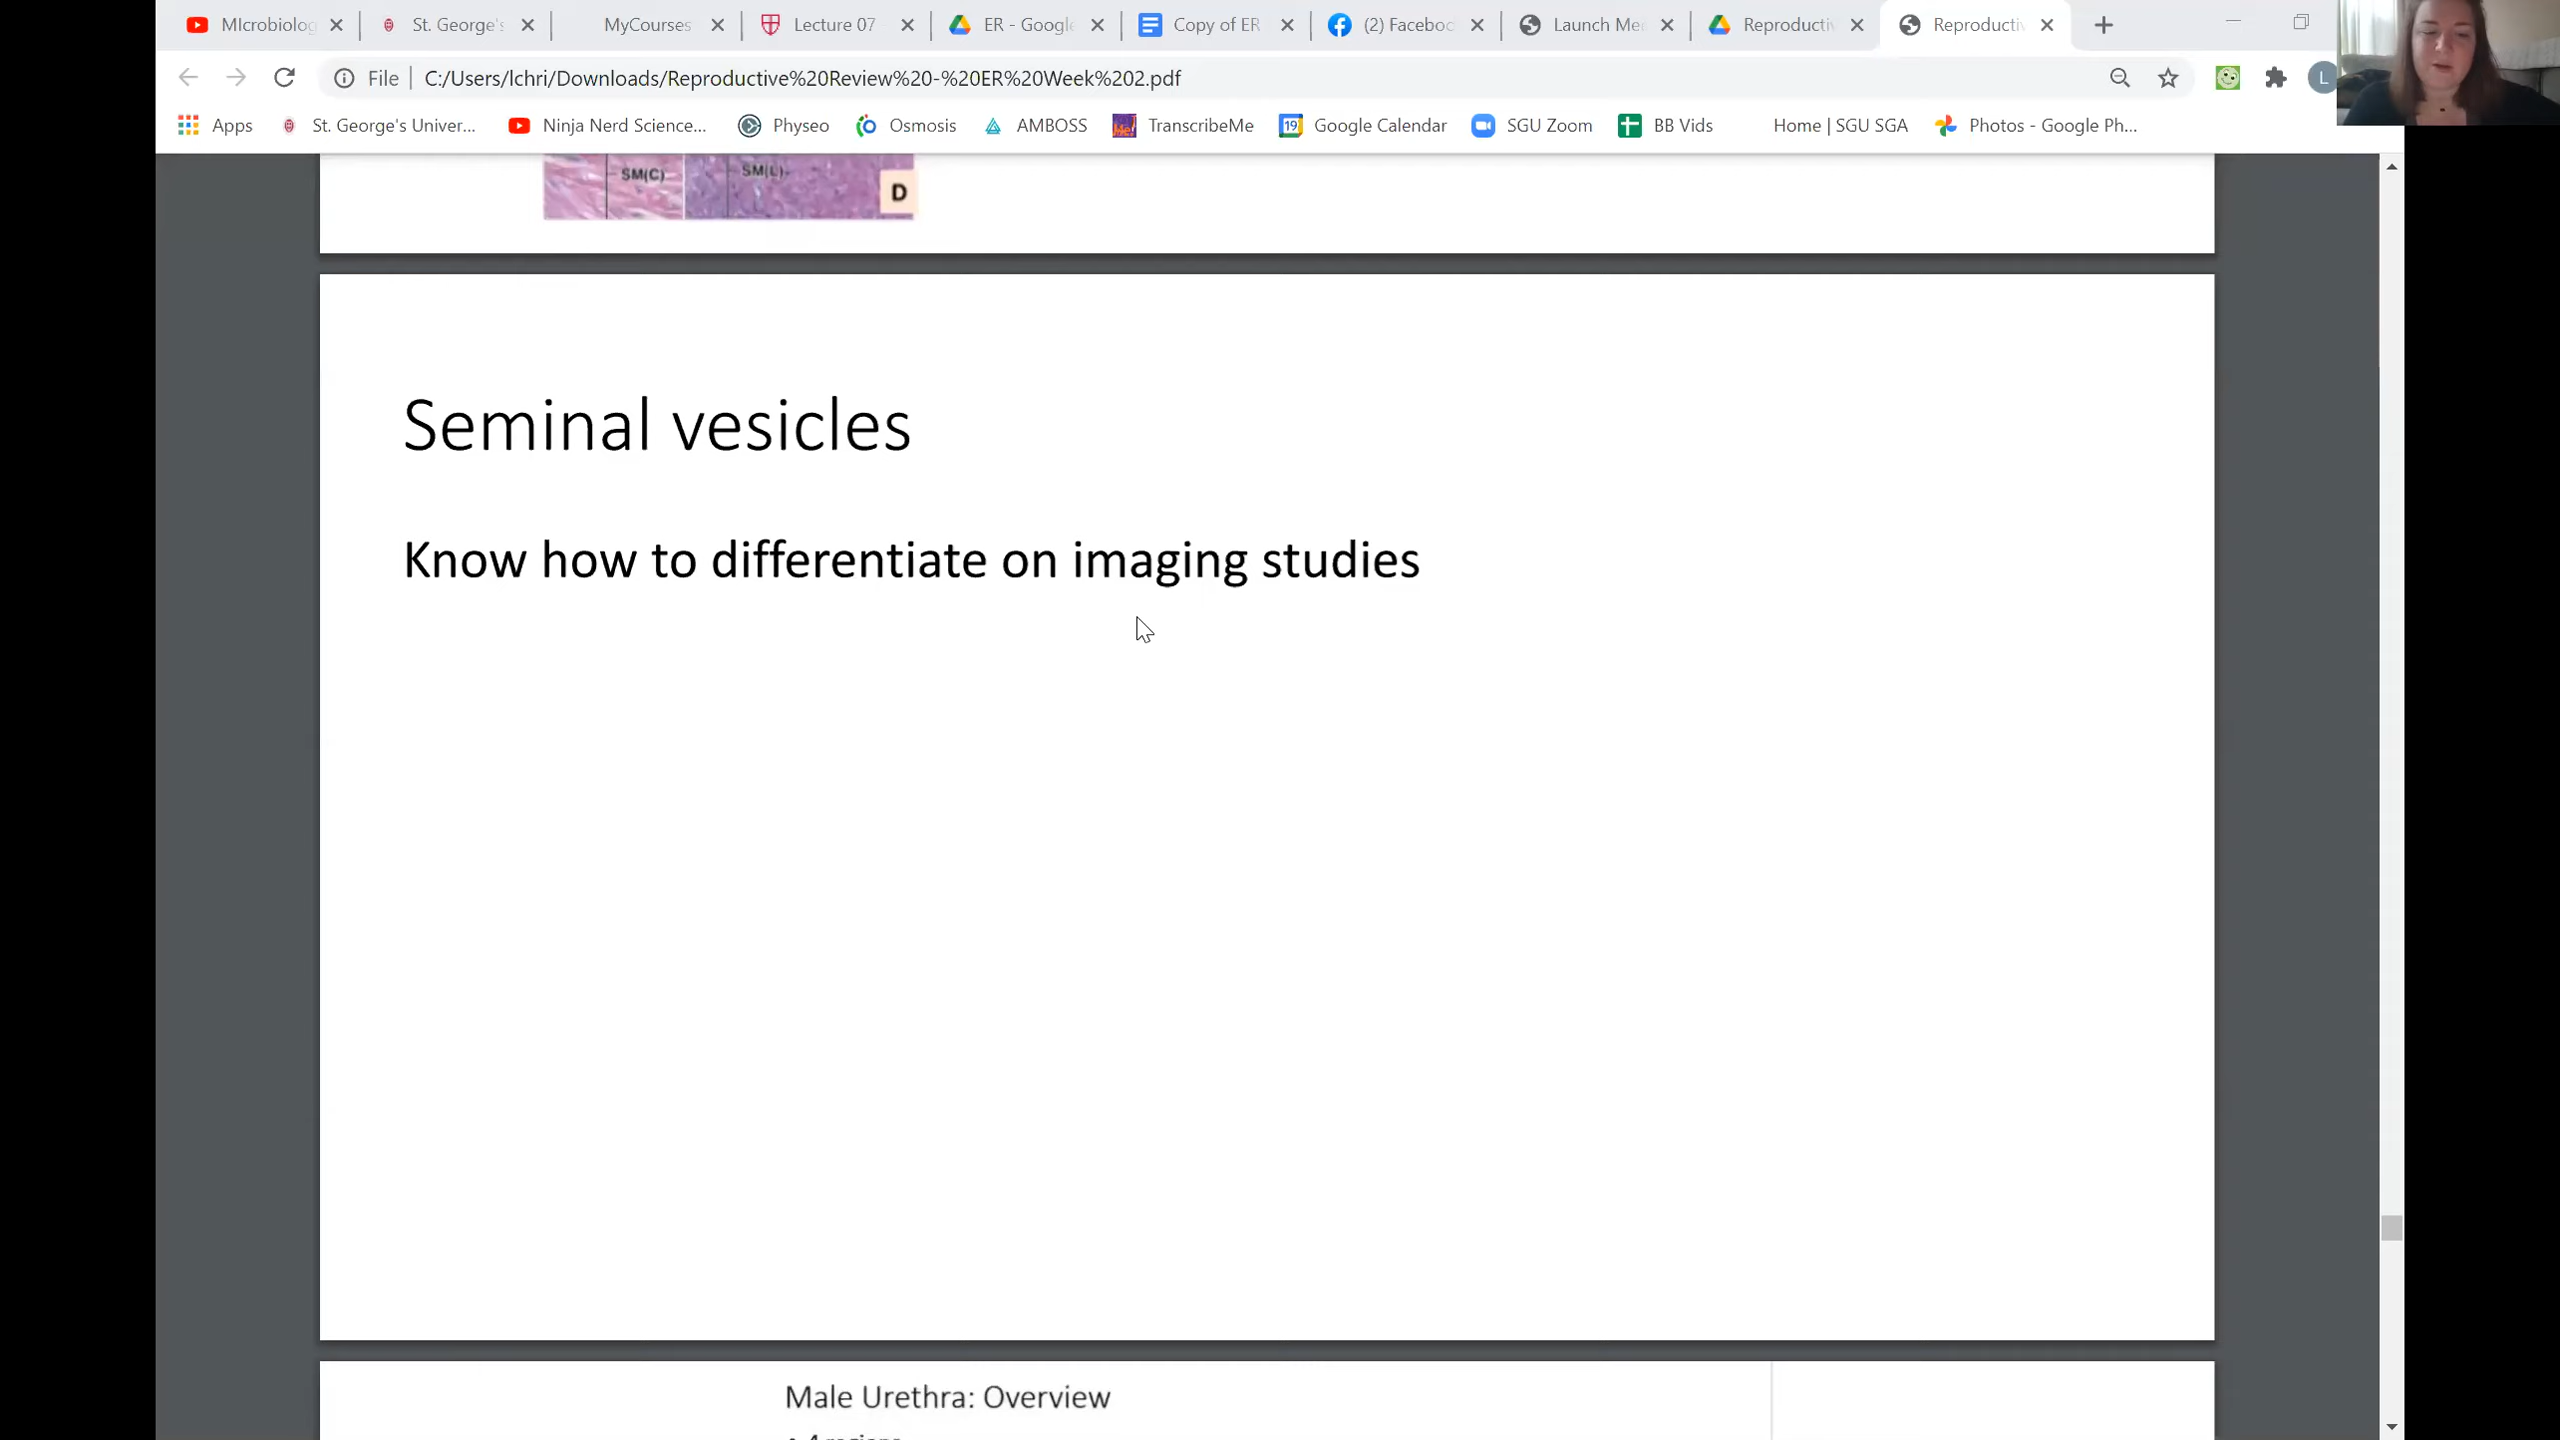 MIcrobiolog
St. George's
MyCourses
Lecture 07
ER - Google
Copy of ER
(2) Faceboo
Launch Me
Reproductiv
Reproductiv
File
C:/Users/lchri/Downloads/Reproductive%20Review%20-%20ER%20Week%202.pdf
L
Apps
St. George's Univer...
Ninja Nerd Science...
Physeo
Osmosis
AMBOSS
TranscribeMe
19
Google Calendar
SGU Zoom
BB Vids
Home | SGU SGA
Photos - Google Ph...
SM(C)
SM(L)
D
Seminal vesicles
Know how to differentiate on imaging studies
Male Urethra: Overview